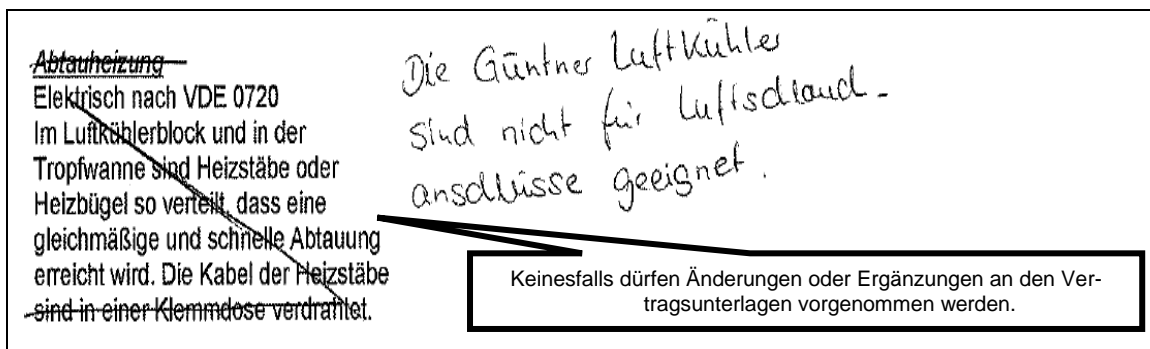 Abtauheizung
Elektrisch nach VDE 0720
Im Luftkühlerblock und in der
Tropfwanne sind Heizstäbe oder
Heizbügel so verteilt, dass eine
gleichmäßige und schnelle Abtauung
erreicht wird. Die Kabel der Heizstäbe
sind in einer Klemmdose verdrahtet.
Die Güntner Luftkühler
sind nicht für Luftschlauch-
anschlüsse geeignet.
Keinesfalls dürfen Änderungen oder Ergänzungen an den Ver-
tragsunterlagen vorgenommen werden.